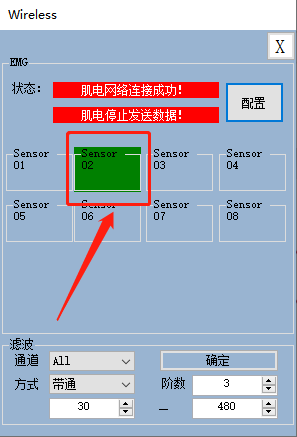 Wireless
X
EMG
状态：
肌电网络连接成功！
肌电停止发送数据！
配置
Sensor 01
Sensor 02
Sensor 03
Sensor 04
Sensor 05
Sensor 06
Sensor 07
Sensor 08
滤波
通道 All 确定
方式 带通 阶数 3
30 — 480